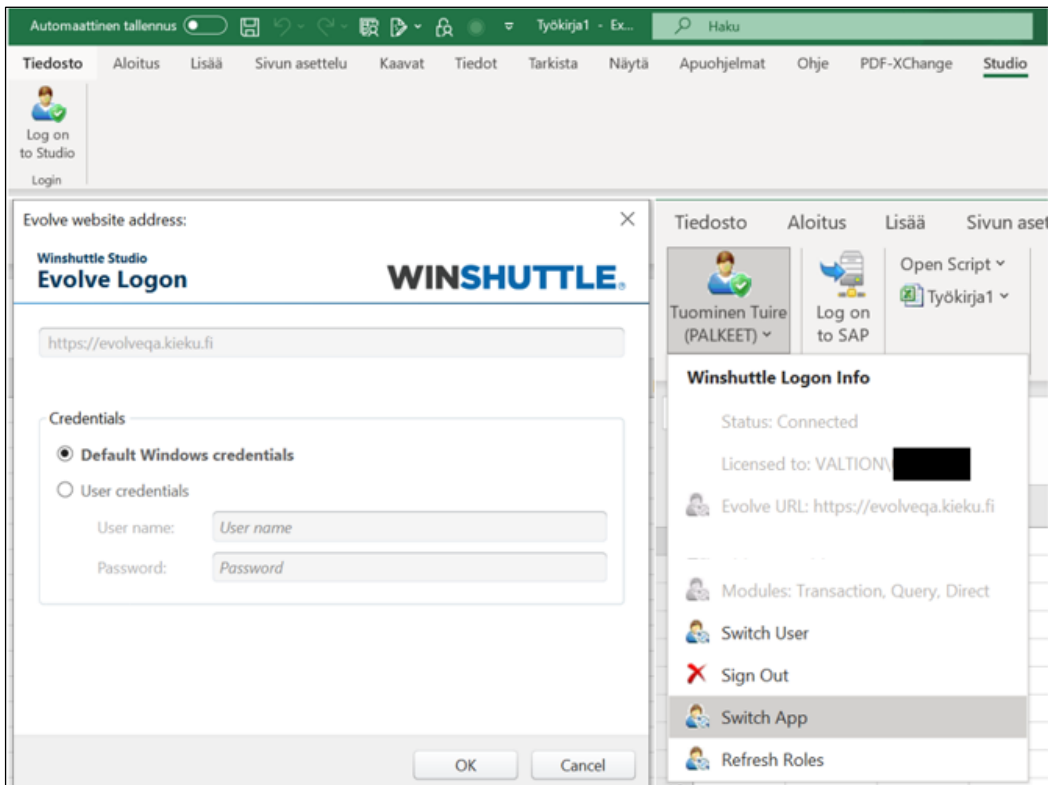 Automaattinen tallennus
Työkirja1 - Ex...
Haku
Tiedosto Aloitus Lisää Sivun asettelu Kaavat Tiedot Tarkista Näytä Apuohjelmat Ohje PDF-XChange Studio
Log on
to Studio
Login
Evolve website address:
Winshuttle Studio
Evolve Logon
WINSHUTTLE®
https://evolveqa.kieku.fi
Credentials
Default Windows credentials
User credentials
User name: User name
Password: Password
OK Cancel
Tiedosto Aloitus Lisää Sivun aset
Tuominen Tuire
(PALKEET)
Log on
to SAP
Open Script
Työkirja1
Winshuttle Logon Info
Status: Connected
Licensed to: VALTION\
Evolve URL: https://evolveqa.kieku.fi
Modules: Transaction, Query, Direct
Switch User
Sign Out
Switch App
Refresh Roles